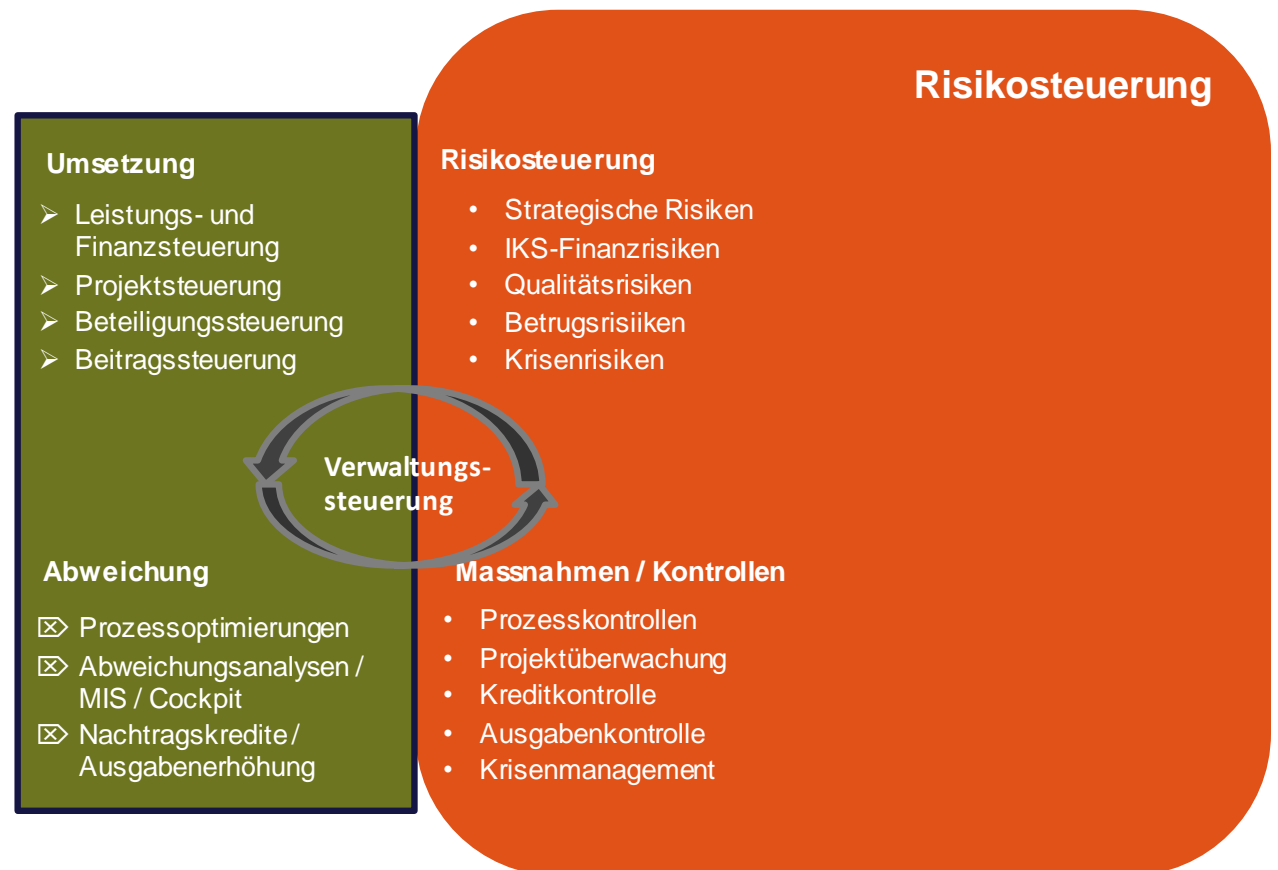 Risikosteuerung
Umsetzung
➢ Leistungs- und
Finanzsteuerung
➢ Projektsteuerung
➢ Beteiligungssteuerung
➢ Beitragssteuerung
Risikosteuerung
• Strategische Risiken
• IKS-Finanzrisiken
• Qualitätsrisiken
• Betrugsrisiiken
• Krisenrisiken
Verwaltungs-
steuerung
Abweichung
⌦ Prozessoptimierungen
⌦ Abweichungsanalysen /
MIS / Cockpit
⌦ Nachtragskredite /
Ausgabenerhöhung
Massnahmen / Kontrollen
• Prozesskontrollen
• Projektüberwachung
• Kreditkontrolle
• Ausgabenkontrolle
• Krisenmanagement